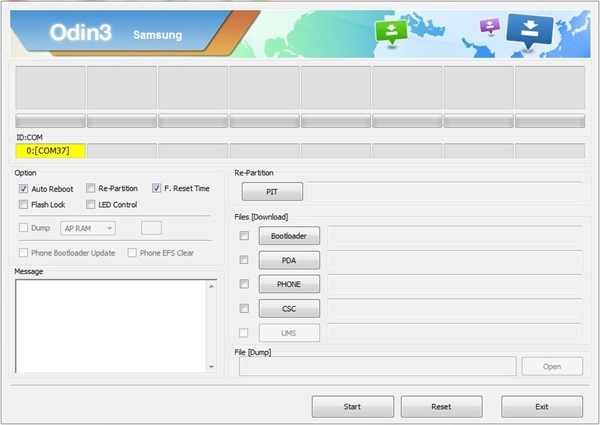 Odin3 Samsung
ID:COM
0:[COM37]
Option
Auto Reboot Re-Partition F. Reset Time
Flash Lock LED Control
Dump AP RAM
Phone Bootloader Update Phone EFS Clear
Message
Re-Partition
PIT
Files [Download]
Bootloader
PDA
PHONE
CSC
UMS
File [Dump]
Open
Start Reset Exit